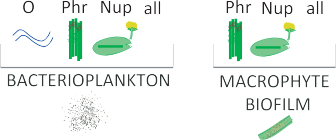 O Phr Nup all Phr Nup all
BACTERIOPLANKTON
MACROPHYTE
BIOFILM